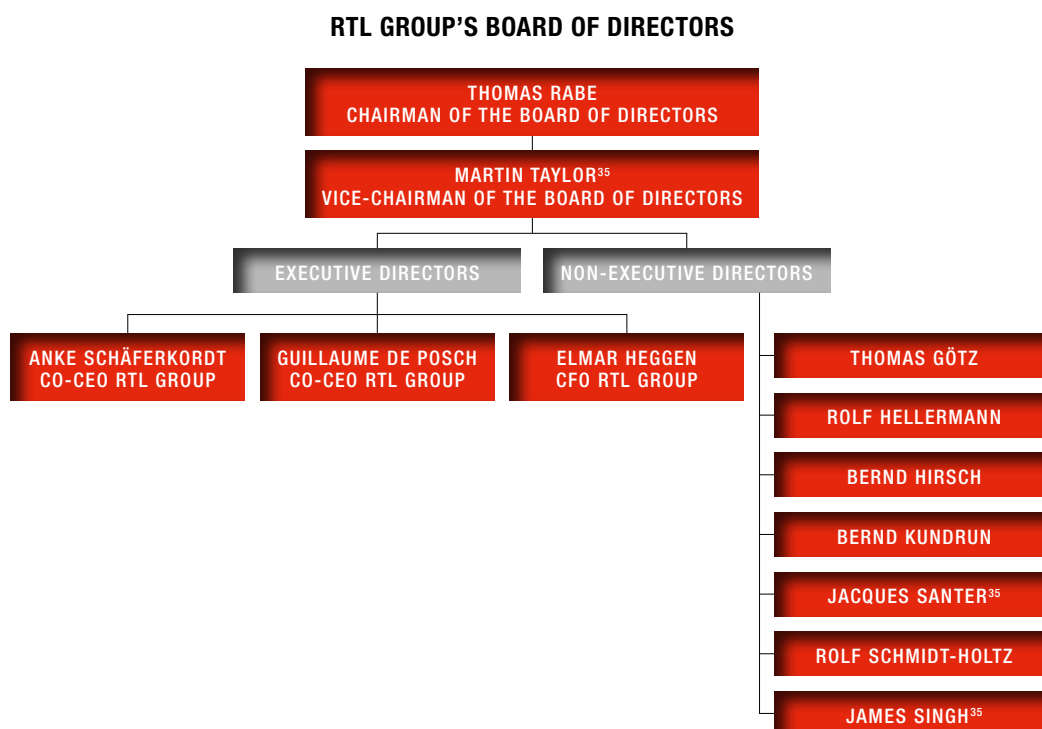 RTL GROUP'S BOARD OF DIRECTORS
THOMAS RABE
CHAIRMAN OF THE BOARD OF DIRECTORS
MARTIN TAYLOR³⁵
VICE-CHAIRMAN OF THE BOARD OF DIRECTORS
EXECUTIVE DIRECTORS
NON-EXECUTIVE DIRECTORS
ANKE SCHÄFERKORDT
CO-CEO RTL GROUP
GUILLAUME DE POSCH
CO-CEO RTL GROUP
ELMAR HEGGEN
CFO RTL GROUP
THOMAS GÖTZ
ROLF HELLERMANN
BERND HIRSCH
BERND KUNDRUN
JACQUES SANTER³⁵
ROLF SCHMIDT-HOLTZ
JAMES SINGH³⁵